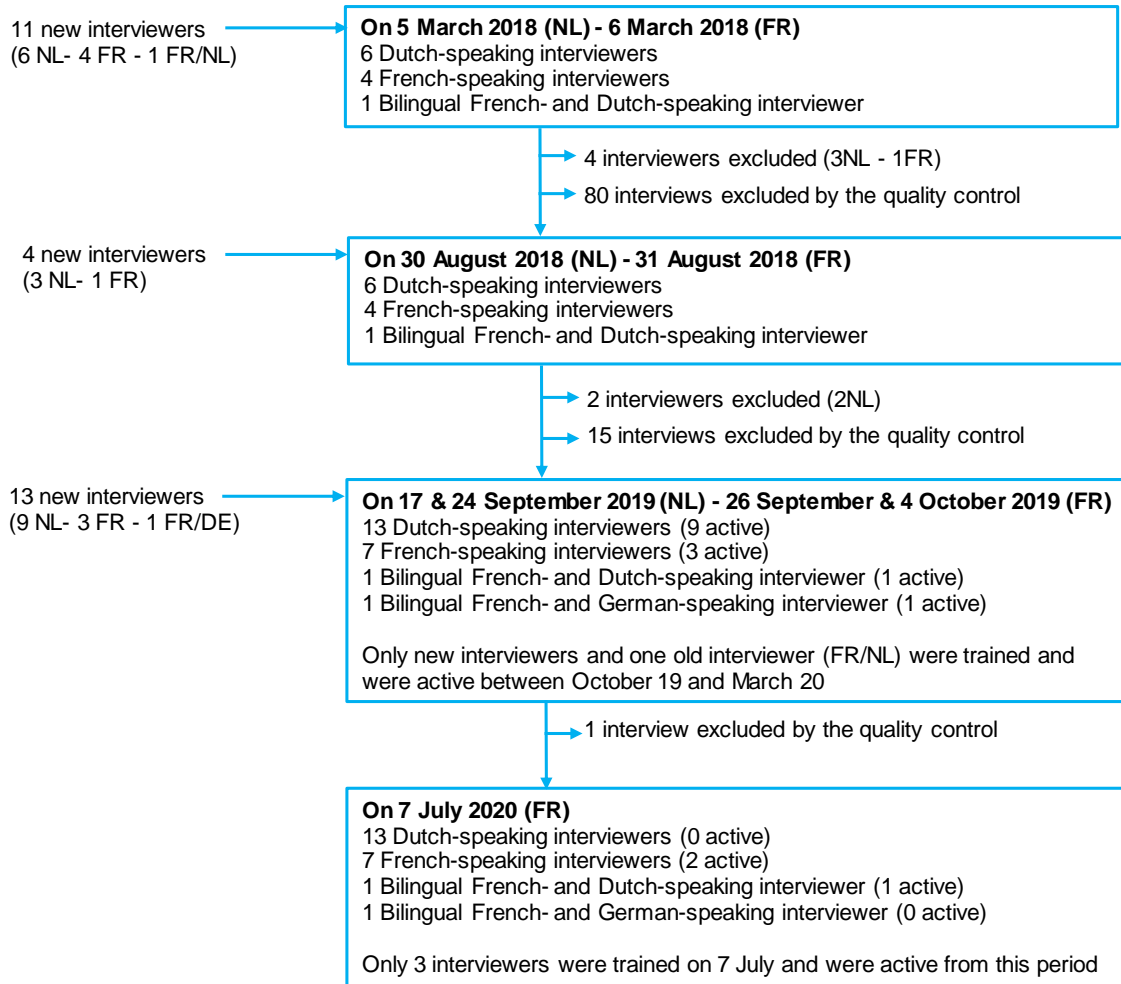 11 new interviewers
(6 NL- 4 FR - 1 FR/NL)
On 5 March 2018 (NL) - 6 March 2018 (FR)
6 Dutch-speaking interviewers
4 French-speaking interviewers
1 Bilingual French- and Dutch-speaking interviewer
4 interviewers excluded (3NL - 1FR)
80 interviews excluded by the quality control
4 new interviewers
(3 NL- 1 FR)
On 30 August 2018 (NL) - 31 August 2018 (FR)
6 Dutch-speaking interviewers
4 French-speaking interviewers
1 Bilingual French- and Dutch-speaking interviewer
2 interviewers excluded (2NL)
15 interviews excluded by the quality control
13 new interviewers
(9 NL- 3 FR - 1 FR/DE)
On 17 & 24 September 2019 (NL) - 26 September & 4 October 2019 (FR)
13 Dutch-speaking interviewers (9 active)
7 French-speaking interviewers (3 active)
1 Bilingual French- and Dutch-speaking interviewer (1 active)
1 Bilingual French- and German-speaking interviewer (1 active)
Only new interviewers and one old interviewer (FR/NL) were trained and
were active between October 19 and March 20
1 interview excluded by the quality control
On 7 July 2020 (FR)
13 Dutch-speaking interviewers (0 active)
7 French-speaking interviewers (2 active)
1 Bilingual French- and Dutch-speaking interviewer (1 active)
1 Bilingual French- and German-speaking interviewer (0 active)
Only 3 interviewers were trained on 7 July and were active from this period